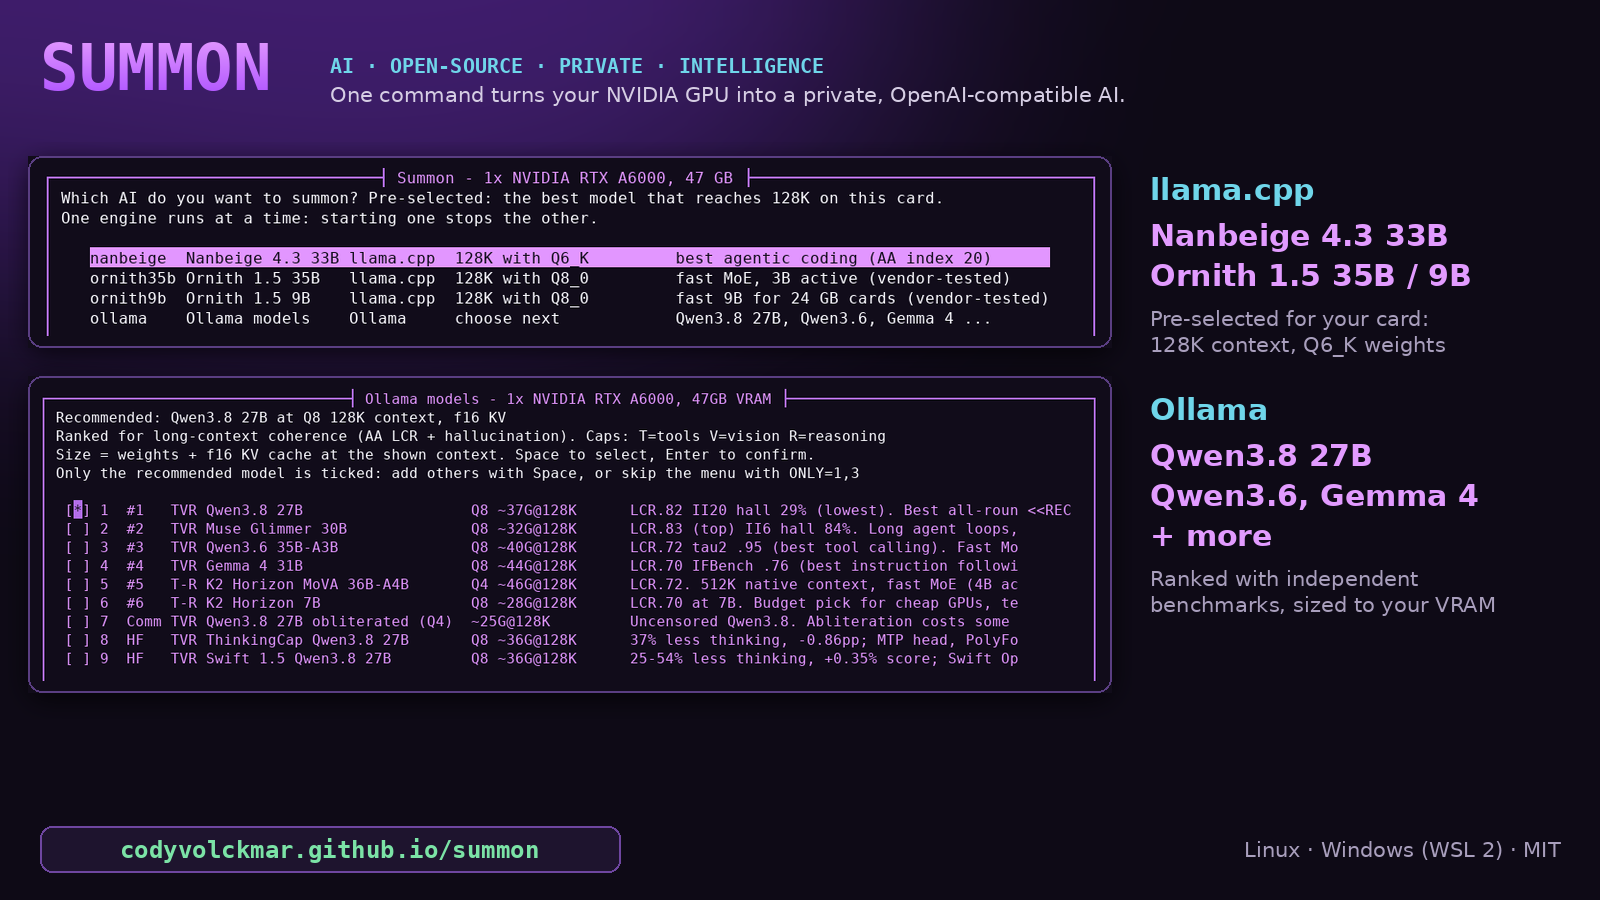 SUMMON
AI · OPEN-SOURCE · PRIVATE · INTELLIGENCE
One command turns your NVIDIA GPU into a private, OpenAI-compatible AI.
Summon - 1x NVIDIA RTX A6000, 47 GB
Which AI do you want to summon? Pre-selected: the best model that reaches 128K on this card.
One engine runs at a time: starting one stops the other.
nanbeige Nanbeige 4.3 33B llama.cpp 128K with Q6_K best agentic coding (AA index 20)
ornith35b Ornith 1.5 35B llama.cpp 128K with Q8_0 fast MoE, 3B active (vendor-tested)
ornith9b Ornith 1.5 9B llama.cpp 128K with Q8_0 fast 9B for 24 GB cards (vendor-tested)
ollama Ollama models Ollama choose next Qwen3.8 27B, Qwen3.6, Gemma 4 ...
Ollama models - 1x NVIDIA RTX A6000, 47GB VRAM
Recommended: Qwen3.8 27B at Q8 128K context, f16 KV
Ranked for long-context coherence (AA LCR + hallucination). Caps: T=tools V=vision R=reasoning
Size = weights + f16 KV cache at the shown context. Space to select, Enter to confirm.
Only the recommended model is ticked: add others with Space, or skip the menu with ONLY=1,3
[*] 1 #1 TVR Qwen3.8 27B Q8 ~37G@128K LCR.82 II20 hall 29% (lowest). Best all-roun <<REC
[ ] 2 #2 TVR Muse Glimmer 30B Q8 ~32G@128K LCR.83 (top) II6 hall 84%. Long agent loops,
[ ] 3 #3 TVR Qwen3.6 35B-A3B Q8 ~40G@128K LCR.72 tau2 .95 (best tool calling). Fast Mo
[ ] 4 #4 TVR Gemma 4 31B Q8 ~44G@128K LCR.70 IFBench .76 (best instruction followi
[ ] 5 #5 T-R K2 Horizon MoVA 36B-A4B Q4 ~46G@128K LCR.72. 512K native context, fast MoE (4B ac
[ ] 6 #6 T-R K2 Horizon 7B Q8 ~28G@128K LCR.70 at 7B. Budget pick for cheap GPUs, te
[ ] 7 Comm TVR Qwen3.8 27B obliterated (Q4) ~25G@128K Uncensored Qwen3.8. Abliteration costs some
[ ] 8 HF TVR ThinkingCap Qwen3.8 27B Q8 ~36G@128K 37% less thinking, -0.86pp; MTP head, PolyFo
[ ] 9 HF TVR Swift 1.5 Qwen3.8 27B Q8 ~36G@128K 25-54% less thinking, +0.35% score; Swift Op
llama.cpp
Nanbeige 4.3 33B
Ornith 1.5 35B / 9B
Pre-selected for your card:
128K context, Q6_K weights
Ollama
Qwen3.8 27B
Qwen3.6, Gemma 4
+ more
Ranked with independent
benchmarks, sized to your VRAM
codyvolckmar.github.io/summon
Linux · Windows (WSL 2) · MIT